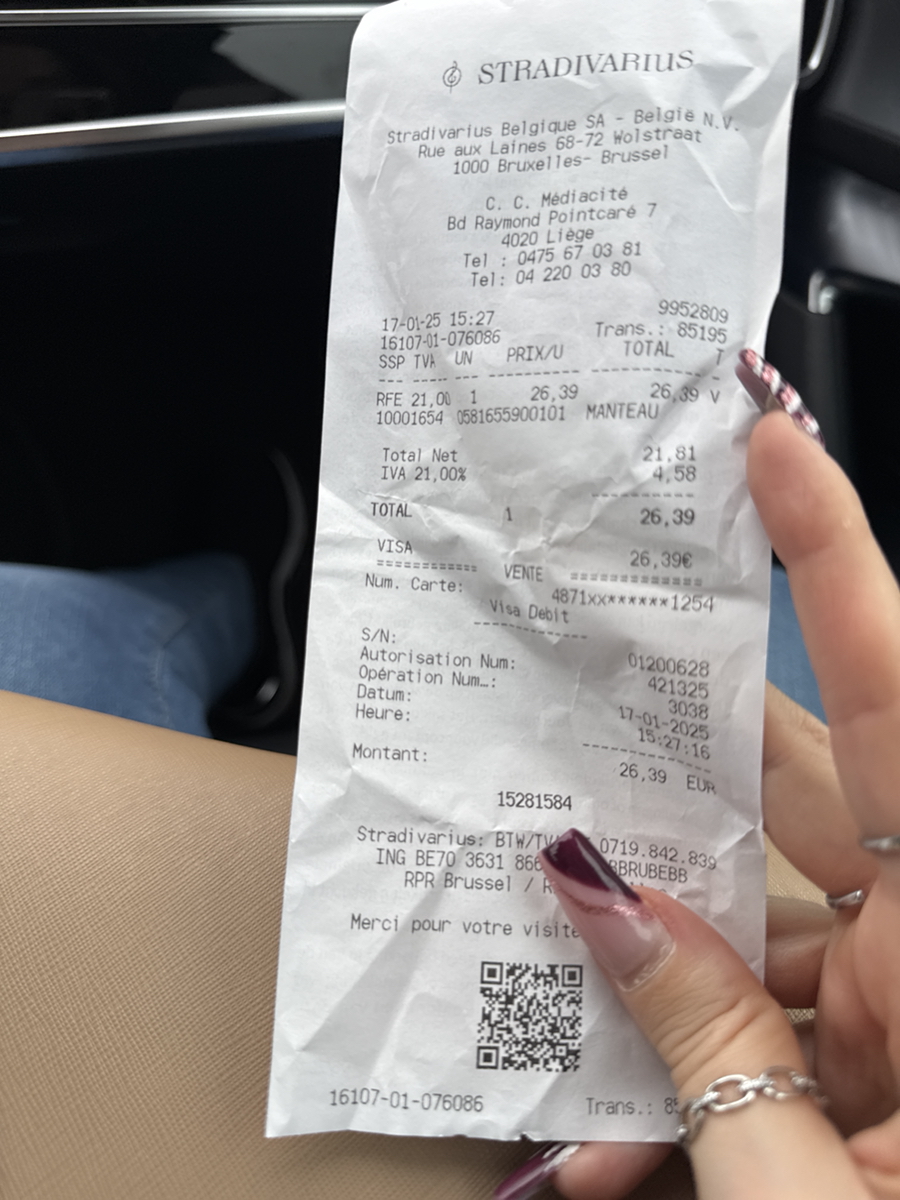 STRADIVARIUS
Stradivarius Belgique SA - België N.V.
Rue aux Laines 68-72 Wolstraat
1000 Bruxelles- Brussel
C. C. Médiacité
Bd Raymond Pointcaré 7
4020 Liège
Tel : 0475 67 03 81
Tel: 04 220 03 80
9952809
17-01-25 15:27 Trans.: 85195
16107-01-076086
SSP TVA UN PRIX/U TOTAL T
RFE 21,00 1 26,39 26,39 V
10001654 0581655900101 MANTEAU
Total Net 21,81
IVA 21,00% 4,58
TOTAL 1 26,39
VISA 26,39€
============ VENTE =============
Num. Carte: 4871xx******1254
Visa Debit
S/N: 01200628
Autorisation Num: 421325
Opération Num…: 3038
Datum: 17-01-2025
Heure: 15:27:16
Montant: 26,39 EUR
15281584
Stradivarius: BTW/TV 0719.842.839
ING BE70 3631 866 BBRUBEBB
RPR Brussel /
Merci pour votre visite
16107-01-076086 Trans.: 85